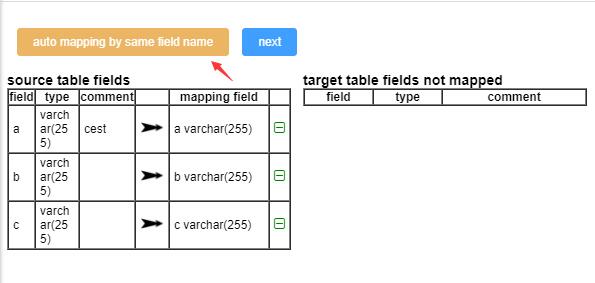 auto mapping by same field name next
source table fields target table fields not mapped
field type comment mapping field field type comment
a varchar(255) cest a varchar(255)
b varchar(255) b varchar(255)
c varchar(255) c varchar(255)